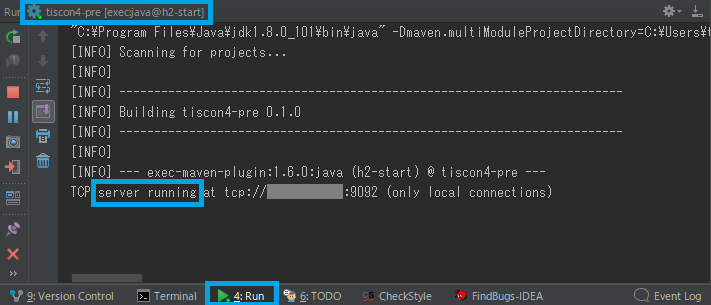 Run tiscon4-pre [exec:java@h2-start]
"C:¥Program Files¥Java¥jdk1.8.0_101¥bin¥java" -Dmaven.multiModuleProjectDirectory=C:¥Users¥
[INFO] Scanning for projects...
[INFO]
[INFO] ------------------------------------------------------------------------
[INFO] Building tiscon4-pre 0.1.0
[INFO] ------------------------------------------------------------------------
[INFO]
[INFO] --- exec-maven-plugin:1.6.0:java (h2-start) @ tiscon4-pre ---
TCP server running at tcp:// :9092 (only local connections)
9: Version Control Terminal 4: Run 6: TODO CheckStyle FindBugs-IDEA Event Log